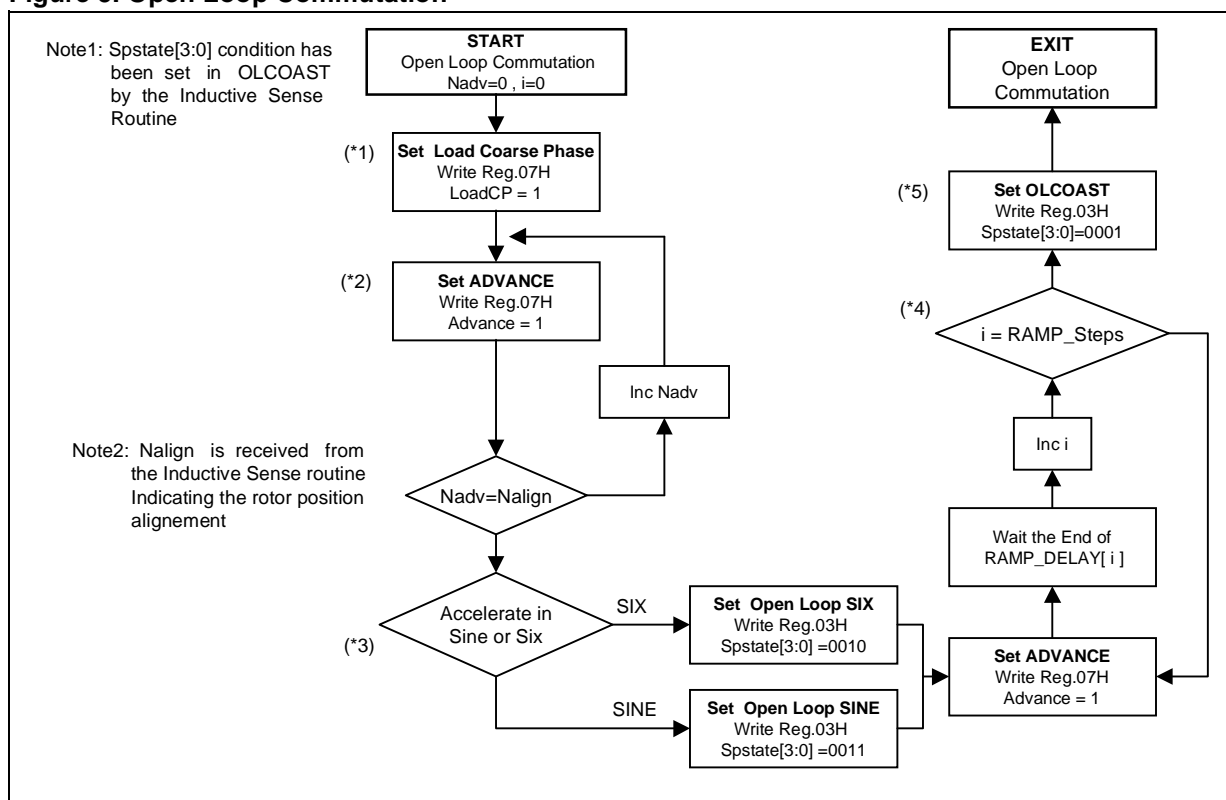 Figure 3. Open Loop Commutation
Note1: Spstate[3:0] condition has
been set in OLCOAST
by the Inductive Sense
Routine
START
Open Loop Commutation
Nadv=0 , i=0
(*1)
Set Load Coarse Phase
Write Reg.07H
LoadCP = 1
(*2)
Set ADVANCE
Write Reg.07H
Advance = 1
Inc Nadv
Note2: Nalign is received from
the Inductive Sense routine
Indicating the rotor position
alignement
Nadv=Nalign
(*3)
Accelerate in
Sine or Six
SIX
SINE
Set Open Loop SIX
Write Reg.03H
Spstate[3:0] =0010
Set Open Loop SINE
Write Reg.03H
Spstate[3:0] =0011
EXIT
Open Loop
Commutation
(*5)
Set OLCOAST
Write Reg.03H
Spstate[3:0]=0001
(*4)
i = RAMP_Steps
Inc i
Wait the End of
RAMP_DELAY[ i ]
Set ADVANCE
Write Reg.07H
Advance = 1